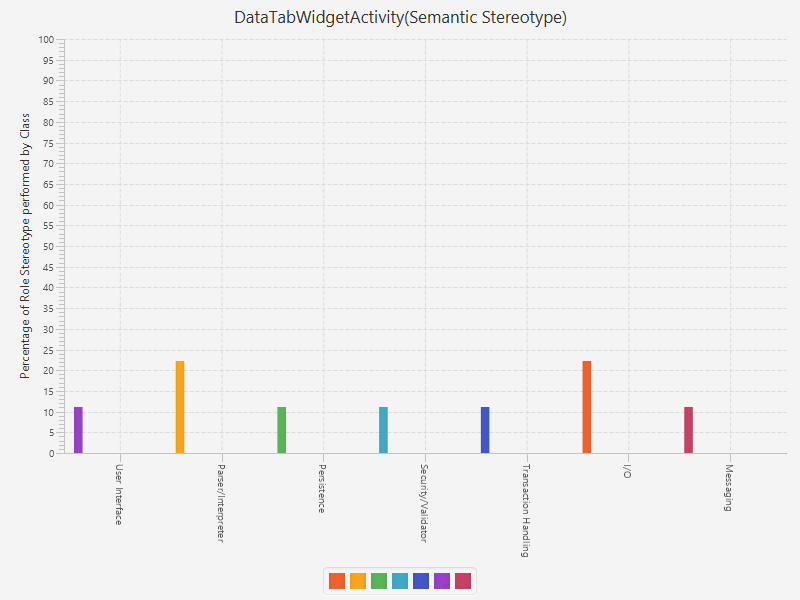 DataTabWidgetActivity(Semantic Stereotype)
Percentage of Role Stereotype performed by Class
100
95
90
85
80
75
70
65
60
55
50
45
40
35
30
25
20
15
10
5
0
User Interface
Parser/Interpreter
Persistence
Security/Validator
Transaction Handling
I/O
Messaging